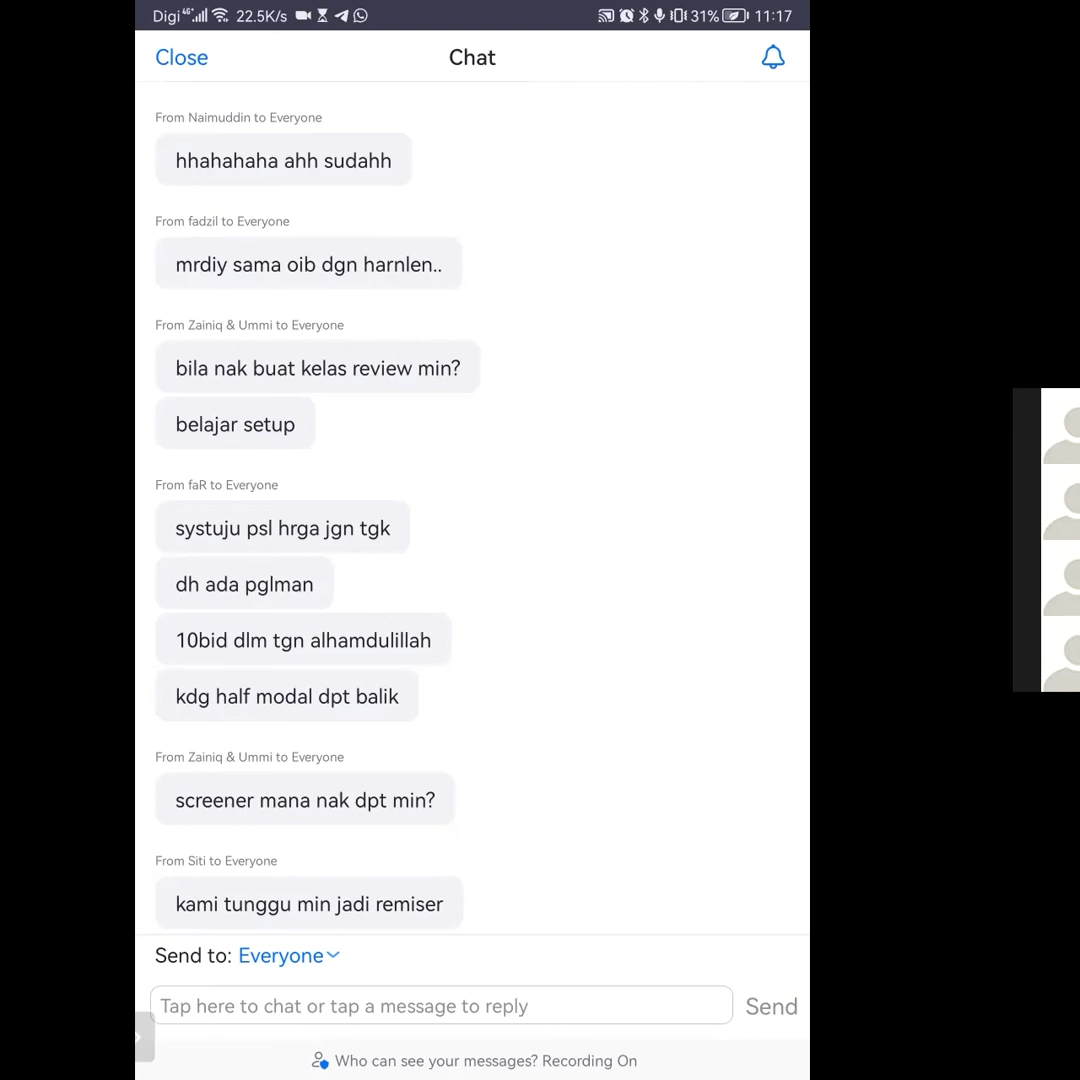 Digi 4G 22.5K/s 31% 11:17
Close Chat
From Naimuddin to Everyone
hhahahaha ahh sudahh
From fadzil to Everyone
mrdiy sama oib dgn harnlen..
From Zainiq & Ummi to Everyone
bila nak buat kelas review min?
belajar setup
From faR to Everyone
systuju psl hrga jgn tgk
dh ada pglman
10bid dlm tgn alhamdulillah
kdg half modal dpt balik
From Zainiq & Ummi to Everyone
screener mana nak dpt min?
From Siti to Everyone
kami tunggu min jadi remiser
Send to: Everyone
Tap here to chat or tap a message to reply Send
Who can see your messages? Recording On